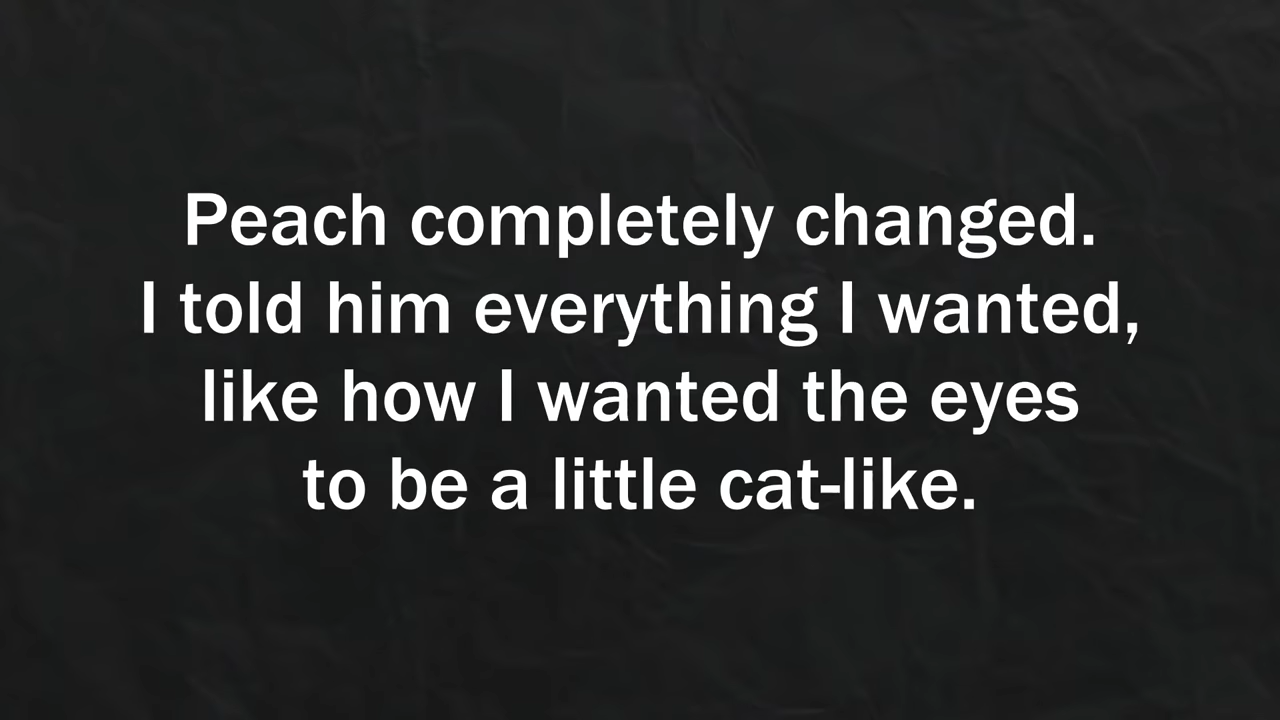 Peach completely changed.
I told him everything I wanted,
like how I wanted the eyes
to be a little cat-like.